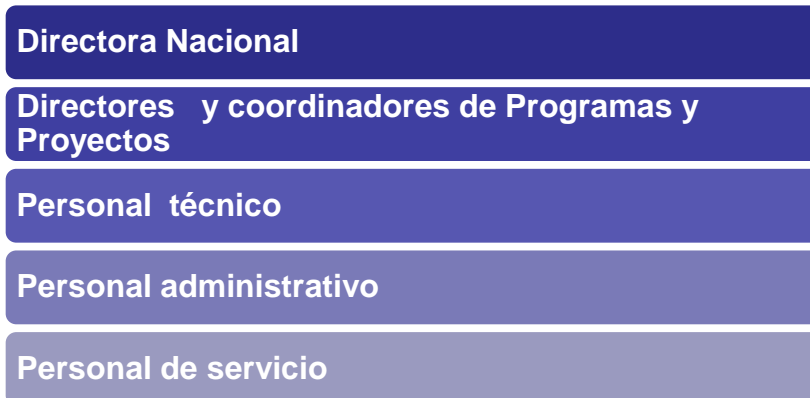 Directora Nacional
Directores y coordinadores de Programas y
Proyectos
Personal técnico
Personal administrativo
Personal de servicio